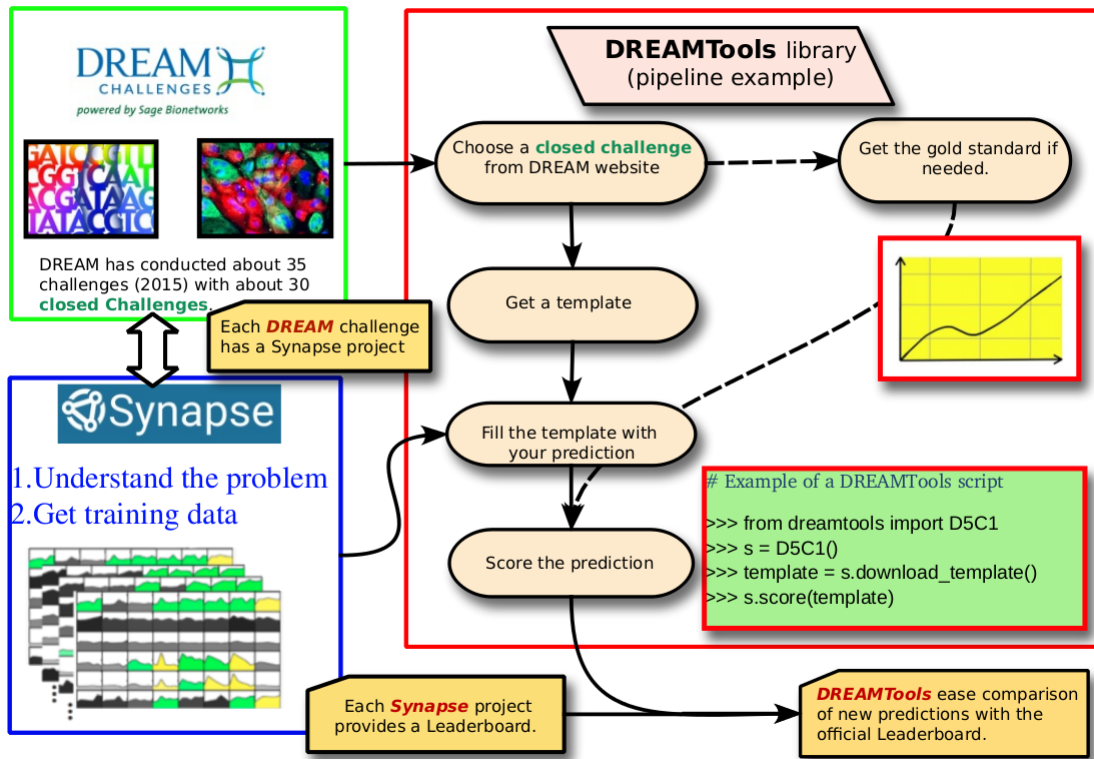 DREAM
CHALLENGES
powered by Sage Bionetworks
GATCCGTT
CGGTCAAT
ACGATAAG
TATACGTC
DREAM has conducted about 35
challenges (2015) with about 30
closed Challenges.
Each DREAM challenge
has a Synapse project
Synapse
1.Understand the problem
2.Get training data
DREAMTools library
(pipeline example)
Choose a closed challenge
from DREAM website
Get the gold standard if
needed.
Get a template
Fill the template with
your prediction
Score the prediction
# Example of a DREAMTools script
>>> from dreamtools import D5C1
>>> s = D5C1()
>>> template = s.download_template()
>>> s.score(template)
Each Synapse project
provides a Leaderboard.
DREAMTools ease comparison
of new predictions with the
official Leaderboard.